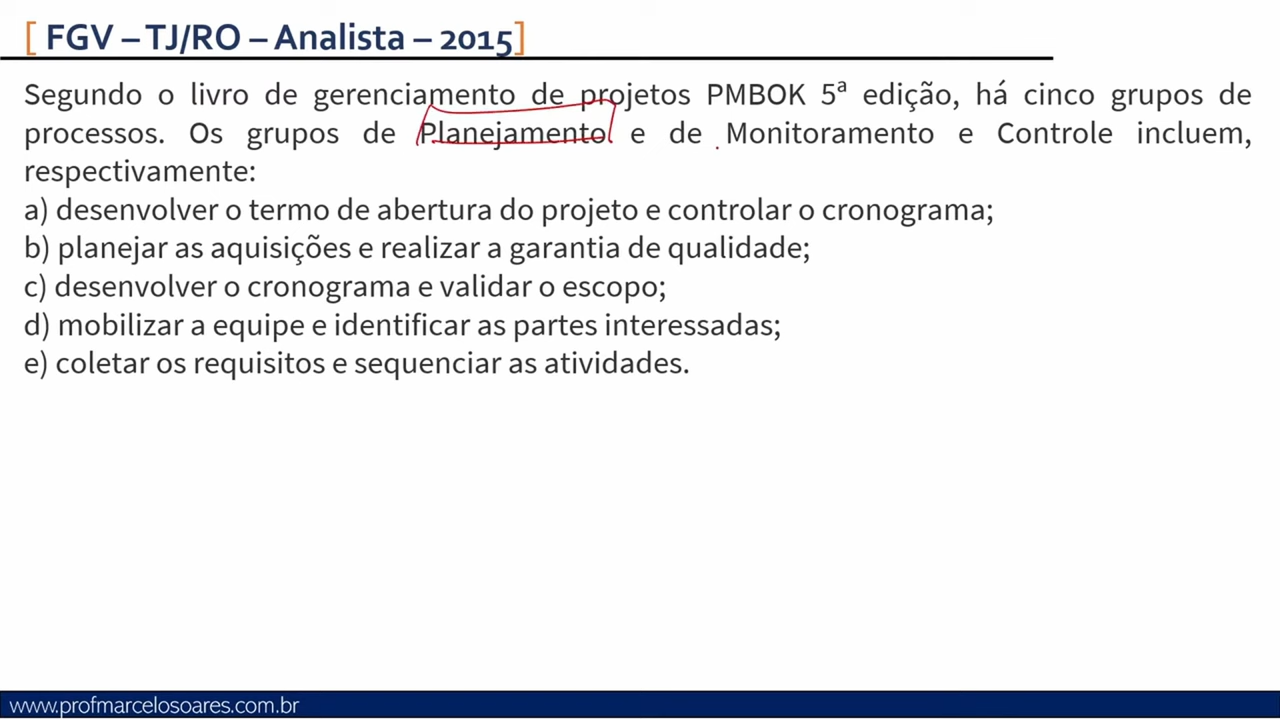 [ FGV – TJ/RO – Analista – 2015]
Segundo o livro de gerenciamento de projetos PMBOK 5ª edição, há cinco grupos de
processos. Os grupos de Planejamento e de Monitoramento e Controle incluem,
respectivamente:
a) desenvolver o termo de abertura do projeto e controlar o cronograma;
b) planejar as aquisições e realizar a garantia de qualidade;
c) desenvolver o cronograma e validar o escopo;
d) mobilizar a equipe e identificar as partes interessadas;
e) coletar os requisitos e sequenciar as atividades.
www.profmarcelosoares.com.br